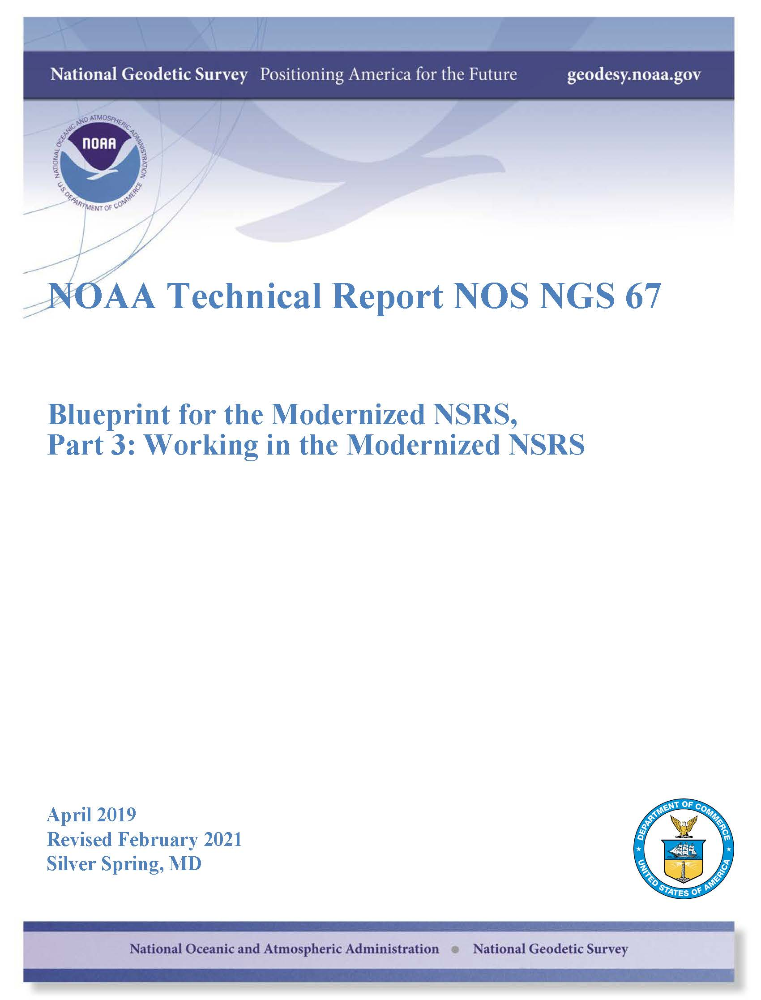 National Geodetic Survey Positioning America for the Future geodesy.noaa.gov
NATIONAL OCEANIC AND ATMOSPHERIC ADMINISTRATION
NOAA
U.S. DEPARTMENT OF COMMERCE
NOAA Technical Report NOS NGS 67
Blueprint for the Modernized NSRS,
Part 3: Working in the Modernized NSRS
April 2019
Revised February 2021
Silver Spring, MD
DEPARTMENT OF COMMERCE
UNITED STATES OF AMERICA
National Oceanic and Atmospheric Administration ● National Geodetic Survey